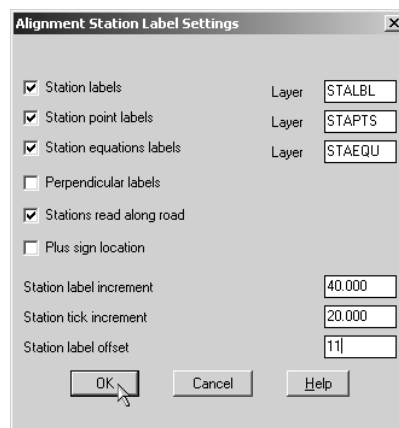 Alignment Station Label Settings
Station labels Layer STALBL
Station point labels Layer STAPTS
Station equations labels Layer STAEQU
Perpendicular labels
Stations read along road
Plus sign location
Station label increment 40.000
Station tick increment 20.000
Station label offset 11
OK Cancel Help